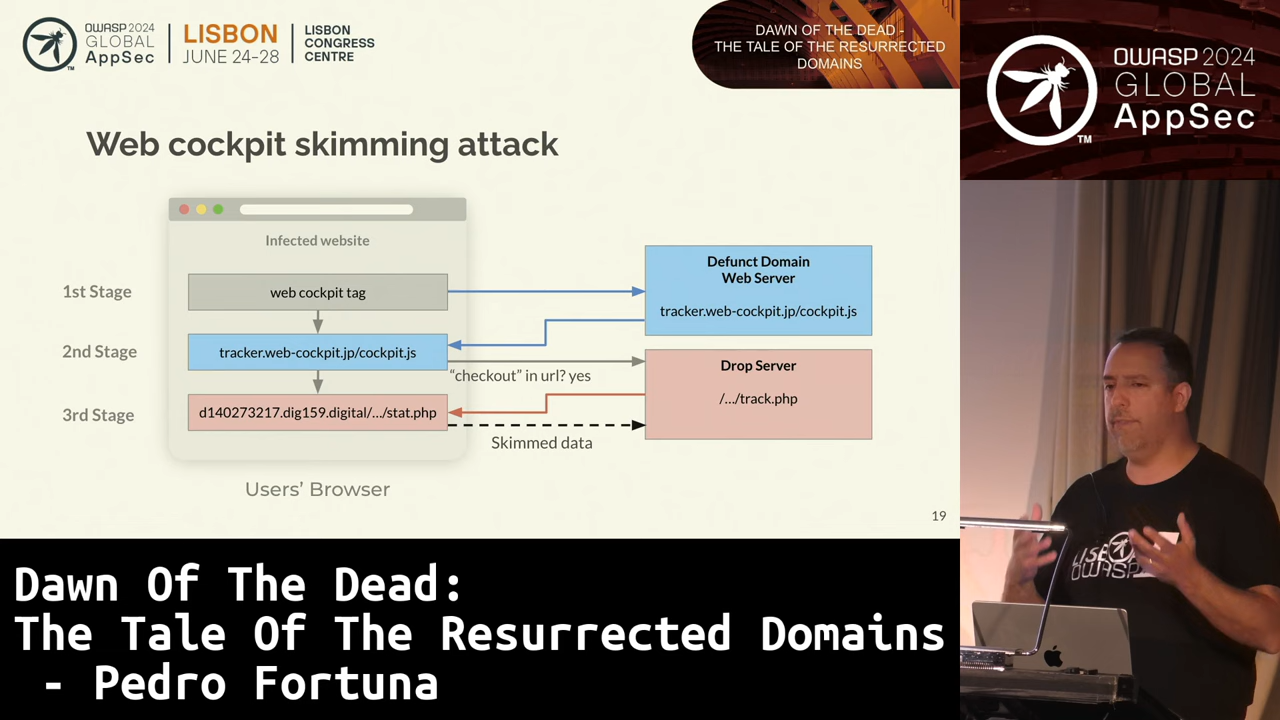 OWASP 2024
GLOBAL
AppSec
TM
LISBON
JUNE 24-28
LISBON
CONGRESS
CENTRE
DAWN OF THE DEAD -
THE TALE OF THE RESURRECTED
DOMAINS
OWASP 2024
GLOBAL
AppSec
TM
Web cockpit skimming attack
Infected website
1st Stage
web cockpit tag
Defunct Domain
Web Server
tracker.web-cockpit.jp/cockpit.js
2nd Stage
tracker.web-cockpit.jp/cockpit.js
"checkout" in url? yes
Drop Server
/.../track.php
3rd Stage
d140273217.dig159.digital/.../stat.php
Skimmed data
Users' Browser
19
LISB
OWASP
Dawn Of The Dead:
The Tale Of The Resurrected Domains
- Pedro Fortuna